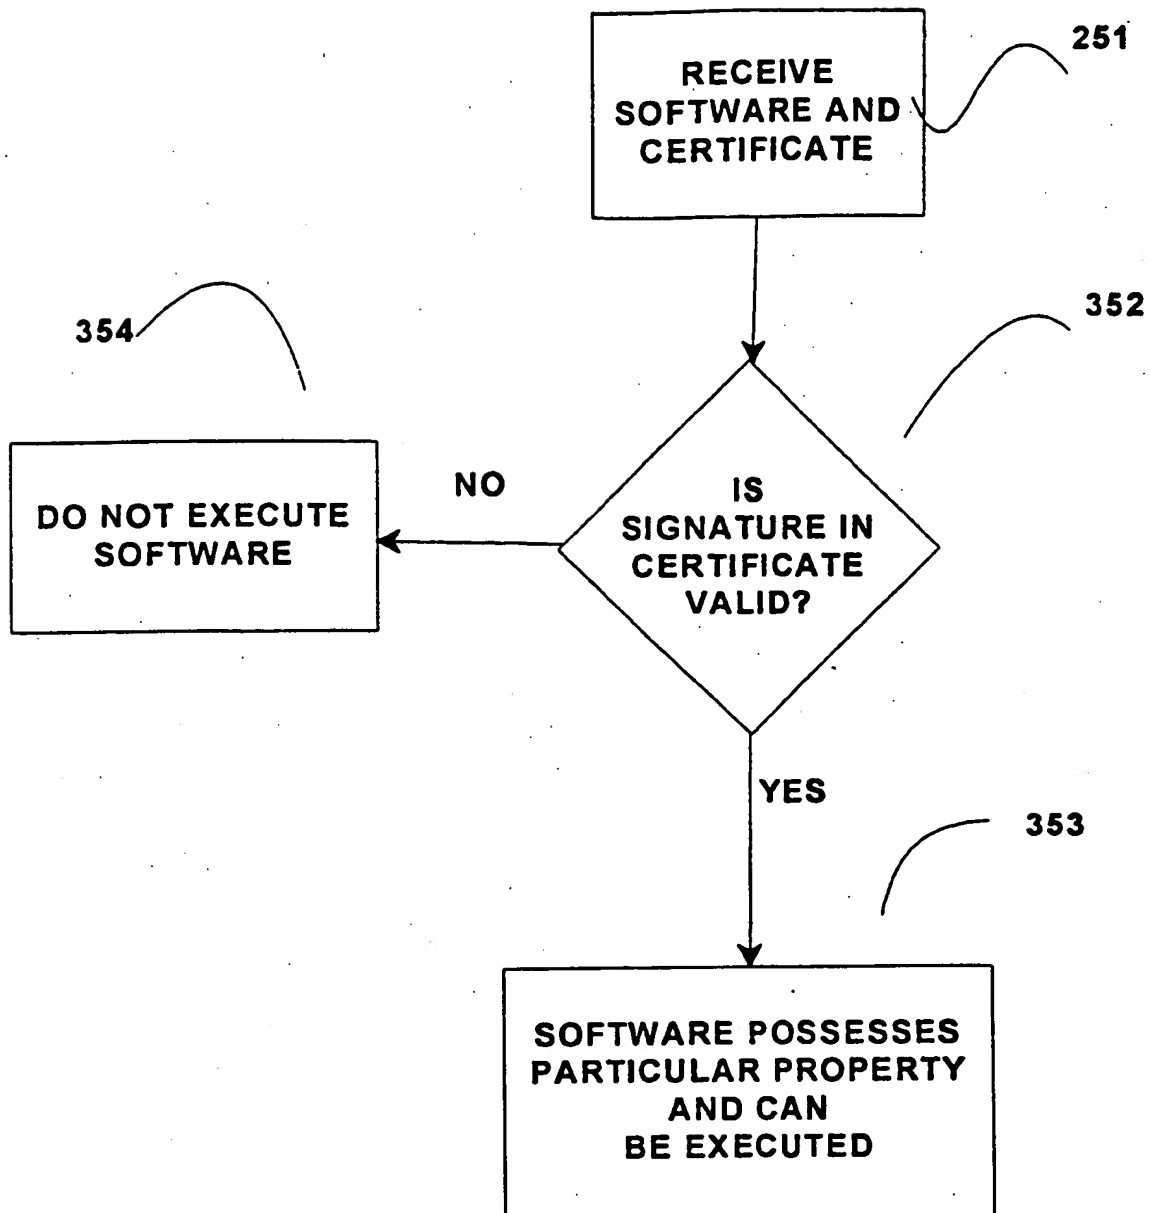 251
RECEIVE
SOFTWARE AND
CERTIFICATE
352
354
NO
IS
SIGNATURE IN
CERTIFICATE
VALID?
DO NOT EXECUTE
SOFTWARE
YES
353
SOFTWARE POSSESSES
PARTICULAR PROPERTY
AND CAN
BE EXECUTED